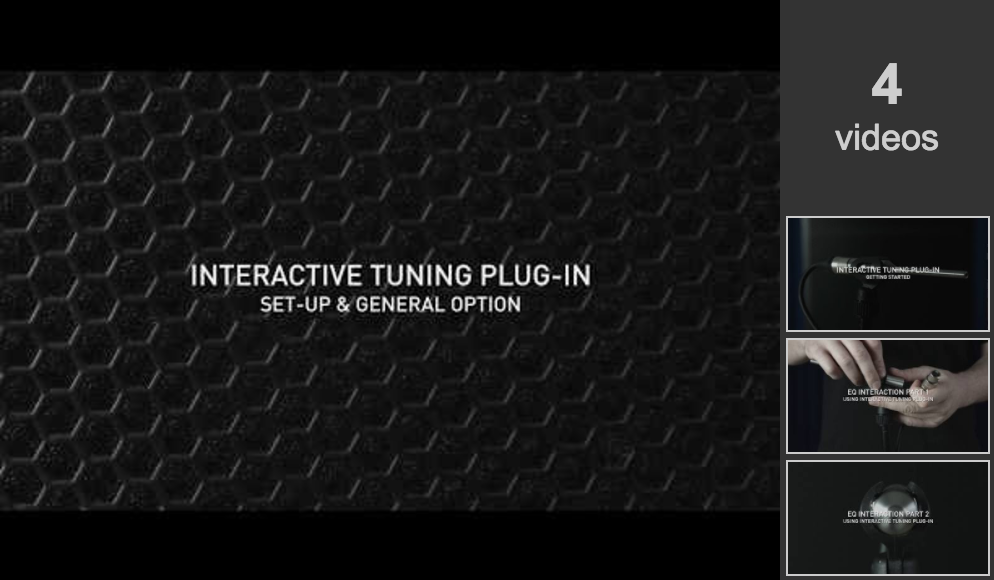 INTERACTIVE TUNING PLUG-IN
SET-UP & GENERAL OPTION
4
videos
INTERACTIVE TUNING PLUG-IN
GETTING STARTED
EQ INTERACTION PART 1
USING INTERACTIVE TUNING PLUG-IN
EQ INTERACTION PART 2
USING INTERACTIVE TUNING PLUG-IN